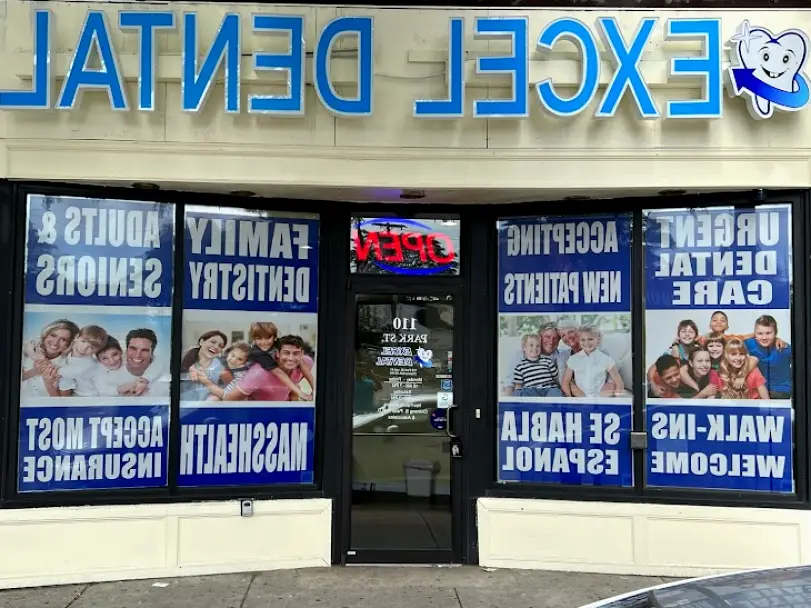 EXCEL DENTAL
URGENT
DENTAL
CARE
WALK-INS
WELCOME
ACCEPTING
NEW PATIENTS
SE HABLA
ESPANOL
OPEN
110
PARK ST.
EXCEL
DENTAL
FAMILY
DENTISTRY
MASSHEALTH
ADULTS &
SENIORS
ACCEPT MOST
INSURANCE